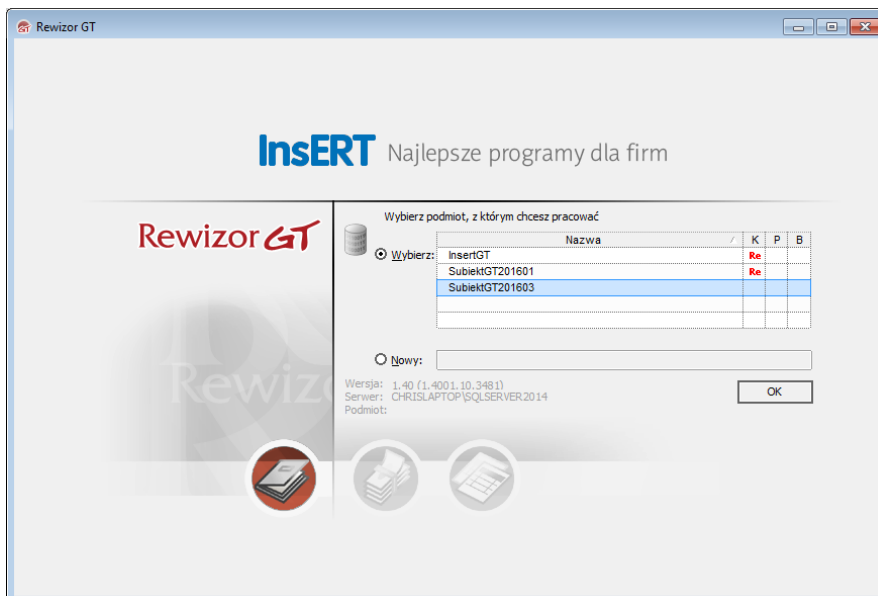 Rewizor GT
InsERT Najlepsze programy dla firm
Rewizor GT
Wybierz podmiot, z którym chcesz pracować
Nazwa K P B
Wybierz: InsertGT Re
SubiektGT201601 Re
SubiektGT201603
Nowy:
Rewiz
Wersja: 1.40 (1.4001.10.3481)
Serwer: CHRISLAPTOP\SQLSERVER2014
Podmiot:
OK